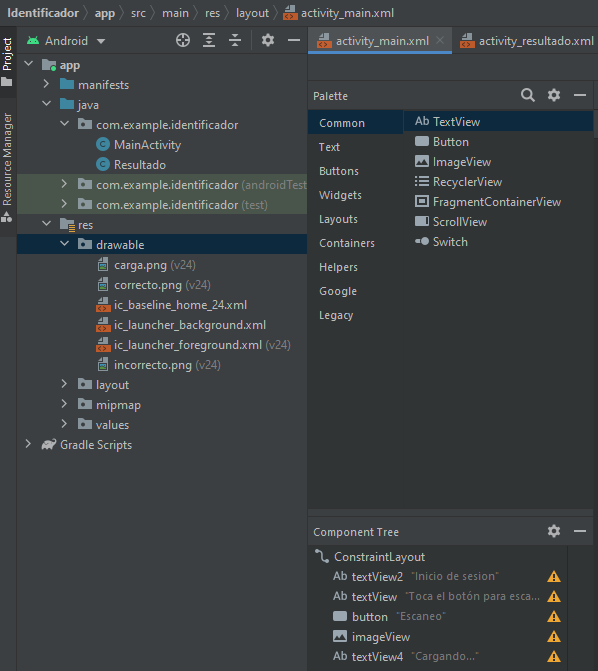 Identificador app src main res layout activity_main.xml
Project
Resource Manager
Android
app
manifests
java
com.example.identificador
MainActivity
Resultado
com.example.identificador (androidTest
com.example.identificador (test)
res
drawable
carga.png (v24)
correcto.png (v24)
ic_baseline_home_24.xml
ic_launcher_background.xml
ic_launcher_foreground.xml (v24)
incorrecto.png (v24)
layout
mipmap
values
Gradle Scripts
activity_main.xml activity_resultado.xml
Palette
Common
Text
Buttons
Widgets
Layouts
Containers
Helpers
Google
Legacy
Ab TextView
Button
ImageView
RecyclerView
FragmentContainerView
ScrollView
Switch
Component Tree
ConstraintLayout
Ab textView2 "Inicio de sesion"
Ab textView "Toca el botón para esca...
button "Escaneo"
imageView
Ab textView4 "Cargando..."